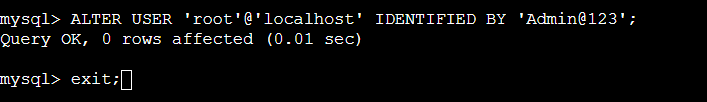 mysql> ALTER USER 'root'@'localhost' IDENTIFIED BY 'Admin@123';
Query OK, 0 rows affected (0.01 sec)
mysql> exit;